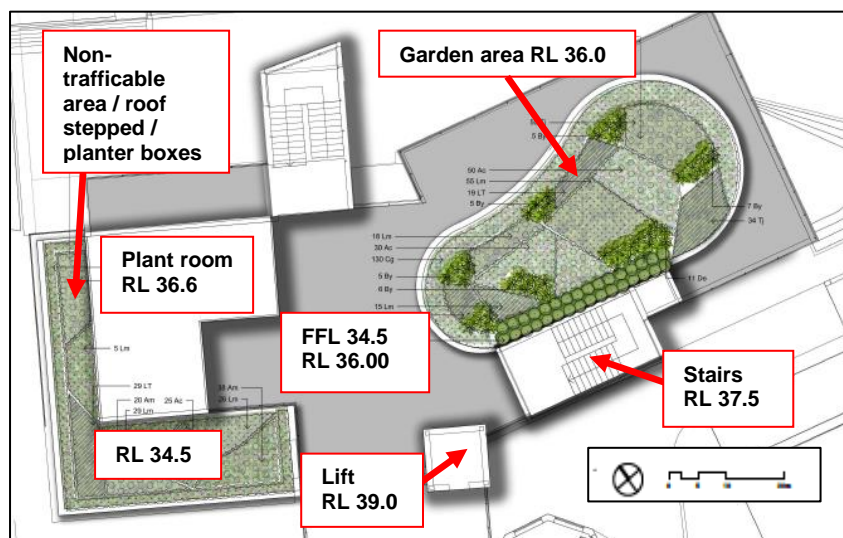 Non-
trafficable
area / roof
stepped /
planter boxes
Garden area RL 36.0
5 By
50 Ac
55 Lm
19 LT
5 By
7 By
34 Tj
18 Lm
30 Ac
130 Cg
5 By
6 By
15 Lm
11 De
Plant room
RL 36.6
FFL 34.5
RL 36.00
Stairs
RL 37.5
5 Lm
29 LT
20 Am
25 Ac
38 Am
26 Lm
29 Lm
RL 34.5
Lift
RL 39.0